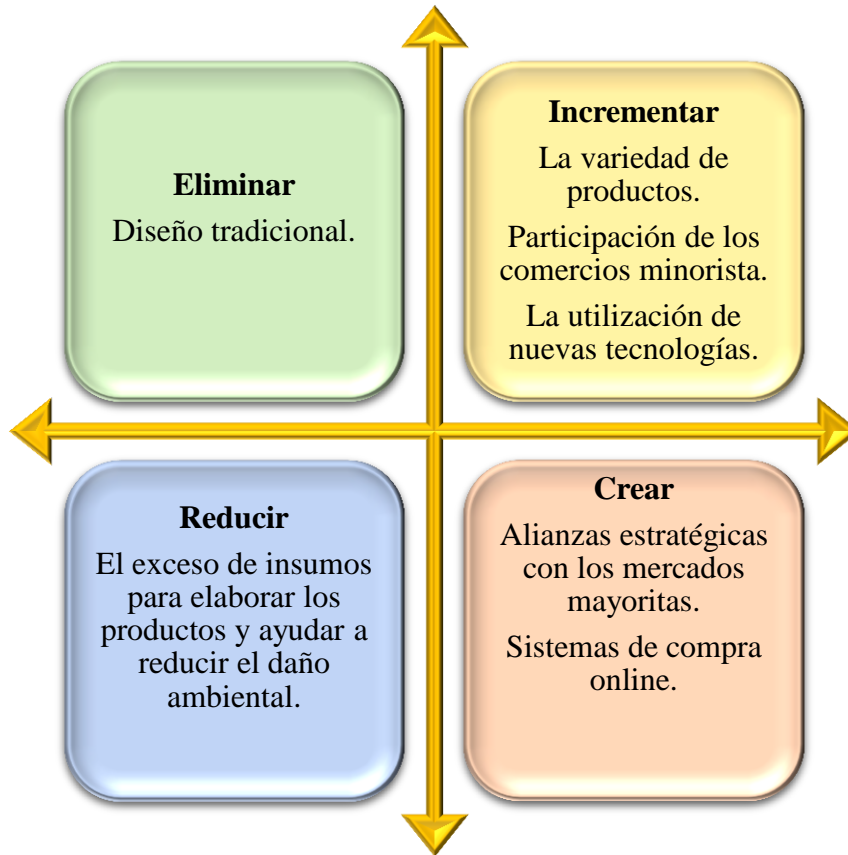 Eliminar
Diseño tradicional.
Incrementar
La variedad de
productos.
Participación de los
comercios minorista.
La utilización de
nuevas tecnologías.
Reducir
El exceso de insumos
para elaborar los
productos y ayudar a
reducir el daño
ambiental.
Crear
Alianzas estratégicas
con los mercados
mayoritas.
Sistemas de compra
online.